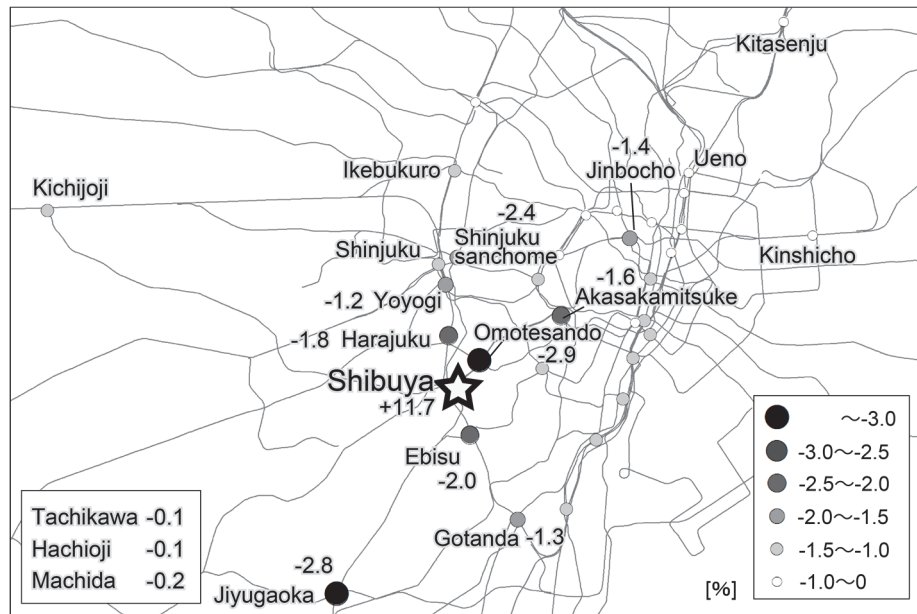 Kitasenju
-1.4
Jinbocho
Ueno
Ikebukuro
Kichijoji
-2.4
Shinjuku
Shinjuku
sanchome
Kinshicho
-1.6
Akasakamitsuke
-1.2 Yoyogi
-1.8 Harajuku
Omotesando
-2.9
Shibuya
+11.7
Ebisu
-2.0
Gotanda -1.3
-2.8
Jiyugaoka
Tachikawa -0.1
Hachioji -0.1
Machida -0.2
～-3.0
-3.0～-2.5
-2.5～-2.0
-2.0～-1.5
-1.5～-1.0
-1.0～0
[%]